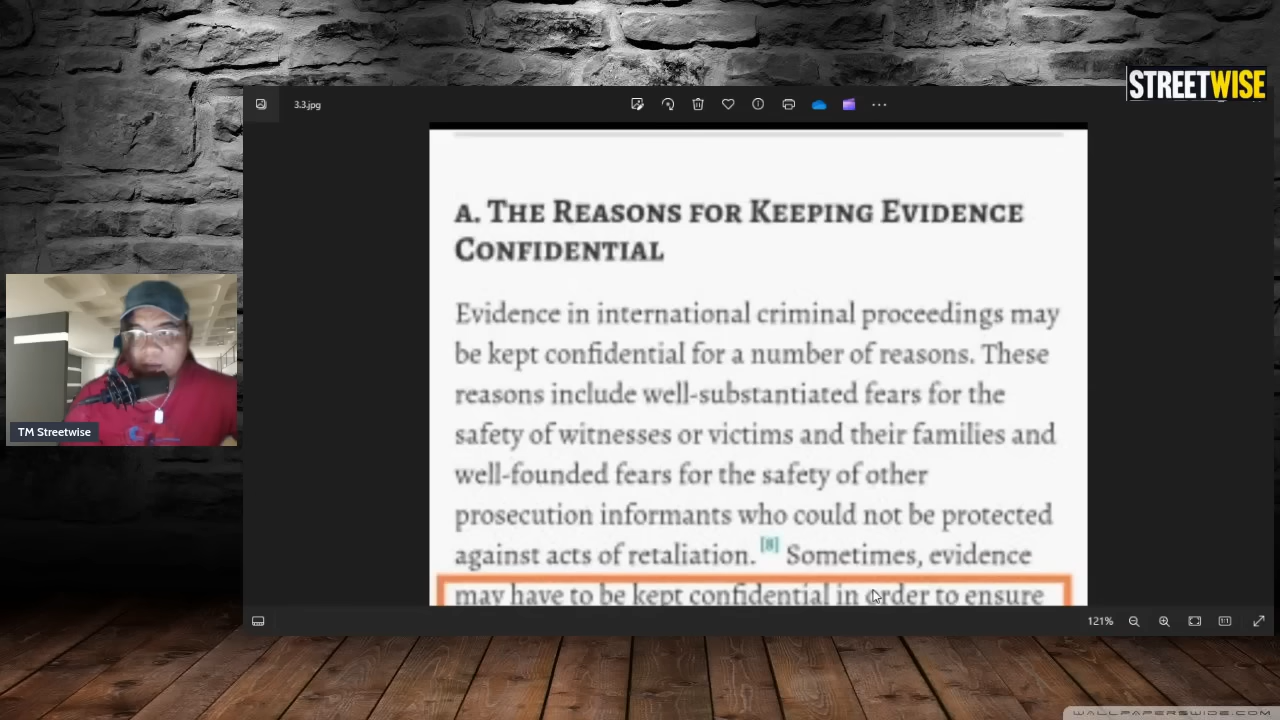 STREETWISE
3.3.jpg
A. THE REASONS FOR KEEPING EVIDENCE
CONFIDENTIAL
Evidence in international criminal proceedings may
be kept confidential for a number of reasons. These
reasons include well-substantiated fears for the
safety of witnesses or victims and their families and
well-founded fears for the safety of other
prosecution informants who could not be protected
against acts of retaliation. [8] Sometimes, evidence
may have to be kept confidential in order to ensure
TM Streetwise
121%
WALLPAPERSWIDE.COM